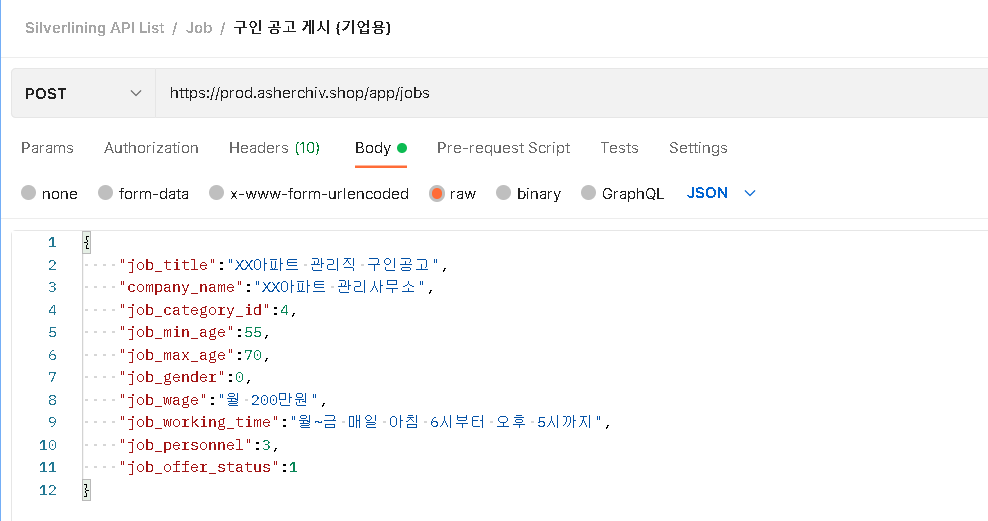 Silverlining API List / Job / 구인 공고 게시 {기업용}
POST https://prod.asherchiv.shop/app/jobs
Params Authorization Headers (10) Body Pre-request Script Tests Settings
none form-data x-www-form-urlencoded raw binary GraphQL JSON
1 {
2 "job_title":"XX아파트 관리직 구인공고",
3 "company_name":"XX아파트 관리사무소",
4 "job_category_id":4,
5 "job_min_age":55,
6 "job_max_age":70,
7 "job_gender":0,
8 "job_wage":"월 200만원",
9 "job_working_time":"월~금 매일 아침 6시부터 오후 5시까지",
10 "job_personnel":3,
11 "job_offer_status":1
12 }